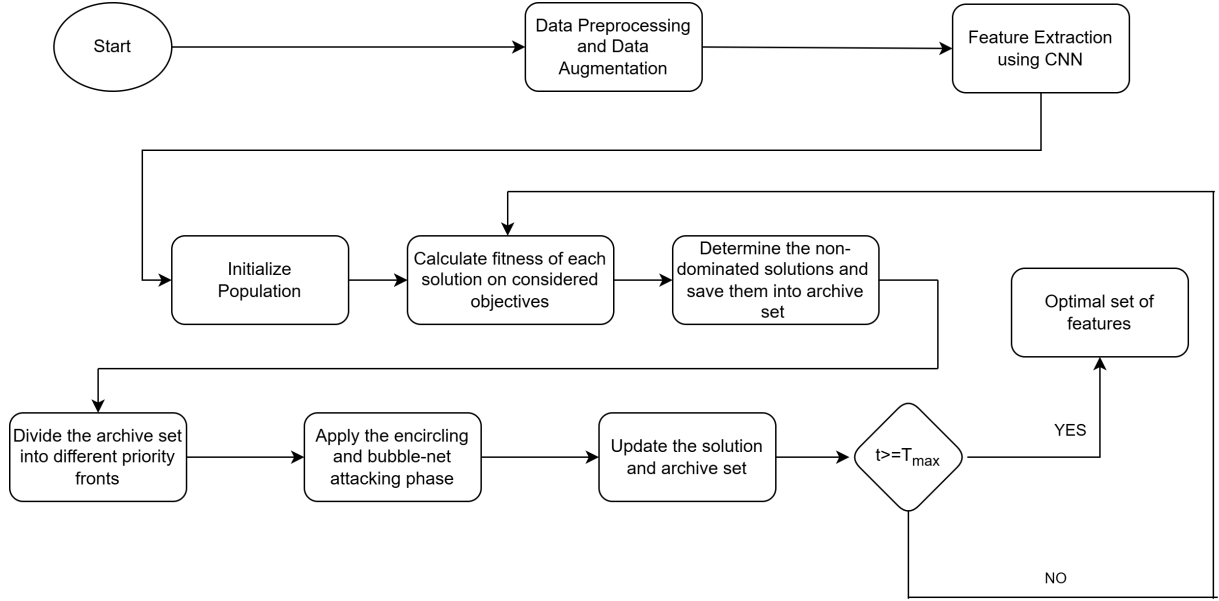 Start
Data Preprocessing
and Data
Augmentation
Feature Extraction
using CNN
Initialize
Population
Calculate fitness of each
solution on considered
objectives
Determine the non-
dominated solutions and
save them into archive
set
Optimal set of
features
Divide the archive set
into different priority
fronts
Apply the encircling
and bubble-net
attacking phase
Update the solution
and archive set
t>=Tmax
YES
NO